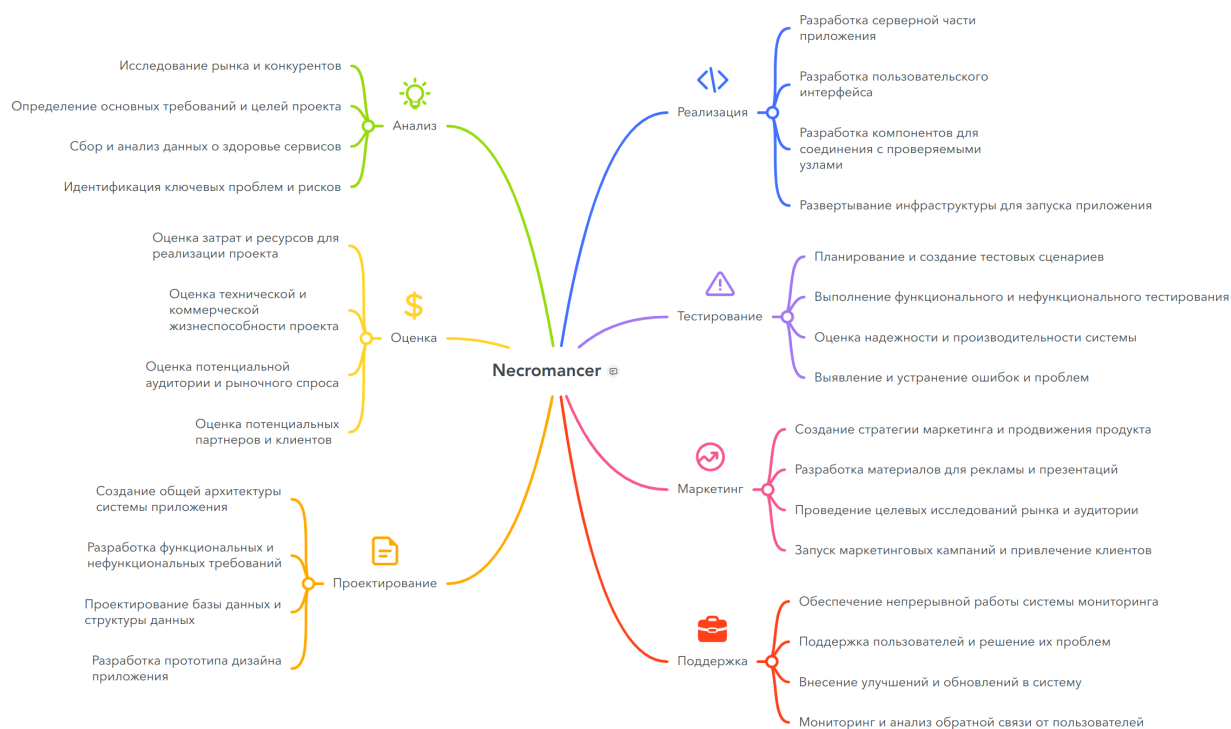 Necromancer
Анализ
Исследование рынка и конкурентов
Определение основных требований и целей проекта
Сбор и анализ данных о здоровье сервисов
Идентификация ключевых проблем и рисков
Оценка
Оценка затрат и ресурсов для
реализации проекта
Оценка технической и
коммерческой
жизнеспособности проекта
Оценка потенциальной
аудитории и рыночного спроса
Оценка потенциальных
партнеров и клиентов
Проектирование
Создание общей архитектуры
системы приложения
Разработка функциональных и
нефункциональных требований
Проектирование базы данных и
структуры данных
Разработка прототипа дизайна
приложения
Реализация
Разработка серверной части
приложения
Разработка пользовательского
интерфейса
Разработка компонентов для
соединения с проверяемыми
узлами
Развертывание инфраструктуры для запуска приложения
Тестирование
Планирование и создание тестовых сценариев
Выполнение функционального и нефункционального тестирования
Оценка надежности и производительности системы
Выявление и устранение ошибок и проблем
Маркетинг
Создание стратегии маркетинга и продвижения продукта
Разработка материалов для рекламы и презентаций
Проведение целевых исследований рынка и аудитории
Запуск маркетинговых кампаний и привлечение клиентов
Поддержка
Обеспечение непрерывной работы системы мониторинга
Поддержка пользователей и решение их проблем
Внесение улучшений и обновлений в систему
Мониторинг и анализ обратной связи от пользователей